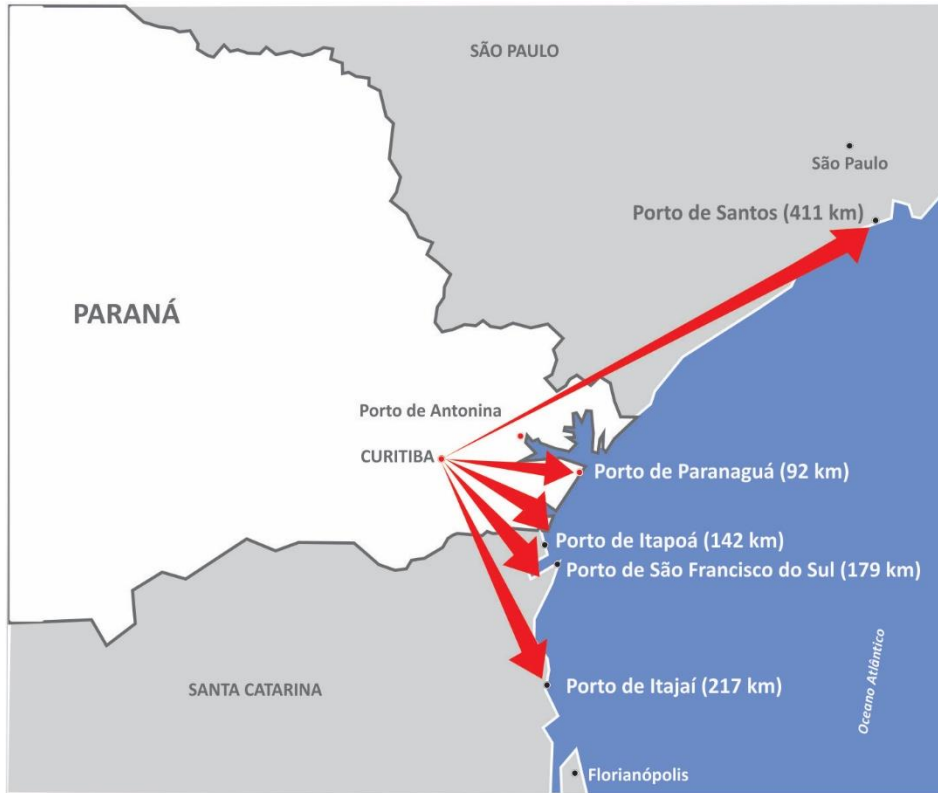 SÃO PAULO
São Paulo
Porto de Santos (411 km)
PARANÁ
Porto de Antonina
CURITIBA
Porto de Paranaguá (92 km)
Porto de Itapoá (142 km)
Porto de São Francisco do Sul (179 km)
SANTA CATARINA
Porto de Itajaí (217 km)
Oceano Atlântico
Florianópolis